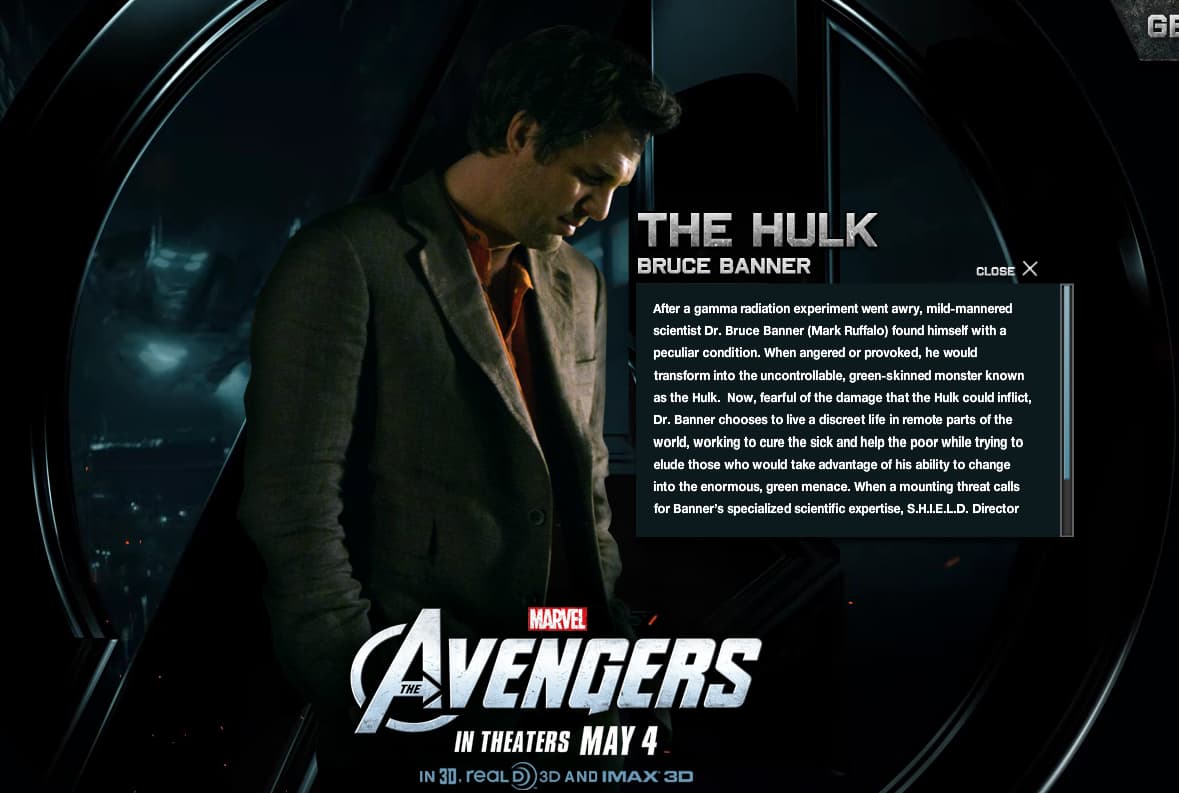 GE
THE HULK
BRUCE BANNER
CLOSE X
After a gamma radiation experiment went awry, mild-mannered
scientist Dr. Bruce Banner (Mark Ruffalo) found himself with a
peculiar condition. When angered or provoked, he would
transform into the uncontrollable, green-skinned monster known
as the Hulk.  Now, fearful of the damage that the Hulk could inflict,
Dr. Banner chooses to live a discreet life in remote parts of the
world, working to cure the sick and help the poor while trying to
elude those who would take advantage of his ability to change
into the enormous, green menace. When a mounting threat calls
for Banner's specialized scientific expertise, S.H.I.E.L.D. Director
MARVEL
THE AVENGERS
IN THEATERS MAY 4
IN 3D, REAL D 3D AND IMAX 3D